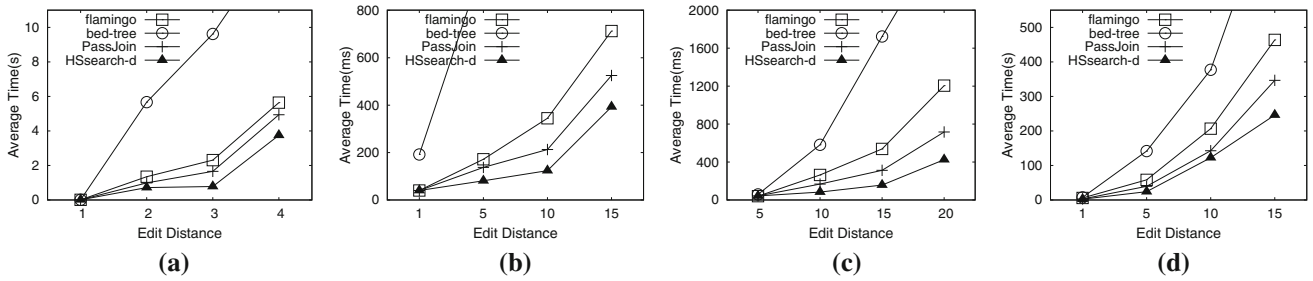 flamingo
bed-tree
PassJoin
HSsearch-d
Average Time(s)
10
8
6
4
2
0
1 2 3 4
Edit Distance
(a)
flamingo
bed-tree
PassJoin
HSsearch-d
Average Time(ms)
800
600
400
200
0
1 5 10 15
Edit Distance
(b)
flamingo
bed-tree
PassJoin
HSsearch-d
Average Time(ms)
2000
1600
1200
800
400
0
5 10 15 20
Edit Distance
(c)
flamingo
bed-tree
PassJoin
HSsearch-d
Average Time(s)
500
400
300
200
100
0
1 5 10 15
Edit Distance
(d)